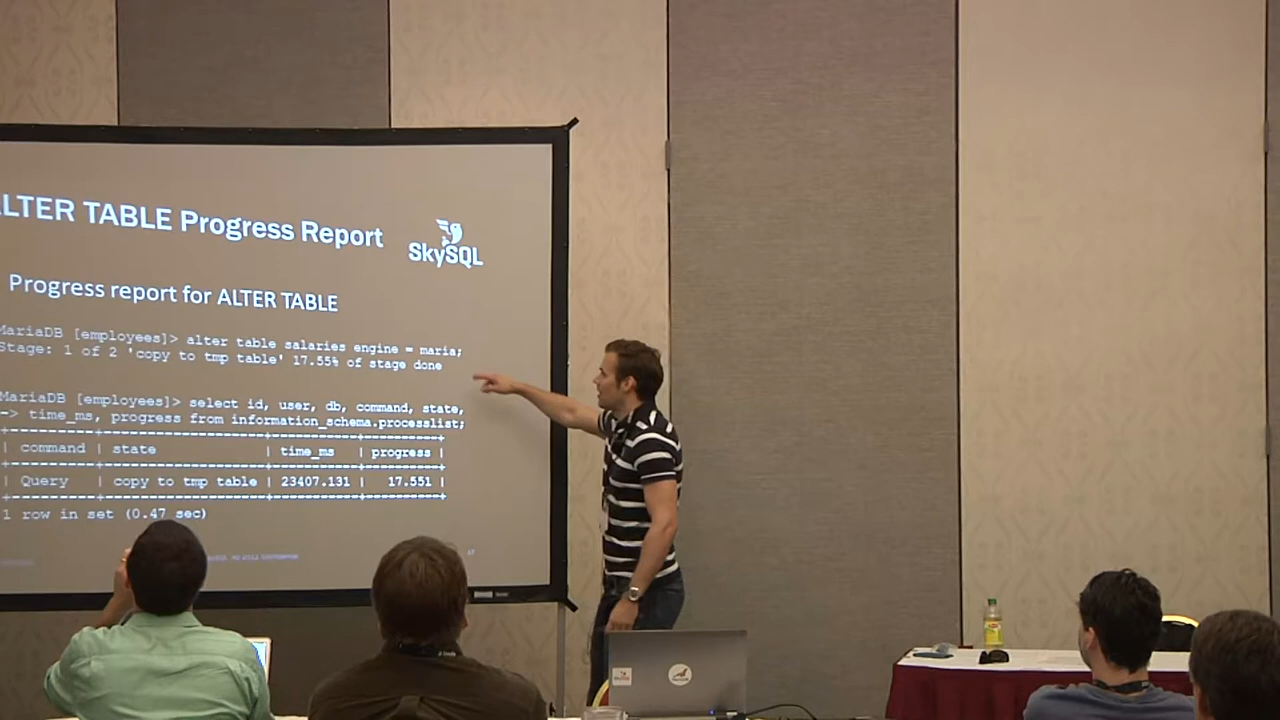 ALTER TABLE Progress Report
SkySQL
Progress report for ALTER TABLE
MariaDB [employees]> alter table salaries engine = maria;
Stage: 1 of 2 'copy to tmp table' 17.55% of stage done
MariaDB [employees]> select id, user, db, command, state,
-> time_ms, progress from information_schema.processlist;
+---------+-------------------+-----------+----------+
| command | state | time_ms | progress |
+---------+-------------------+-----------+----------+
| Query | copy to tmp table | 23407.131 | 17.551 |
+---------+-------------------+-----------+----------+
1 row in set (0.47 sec)